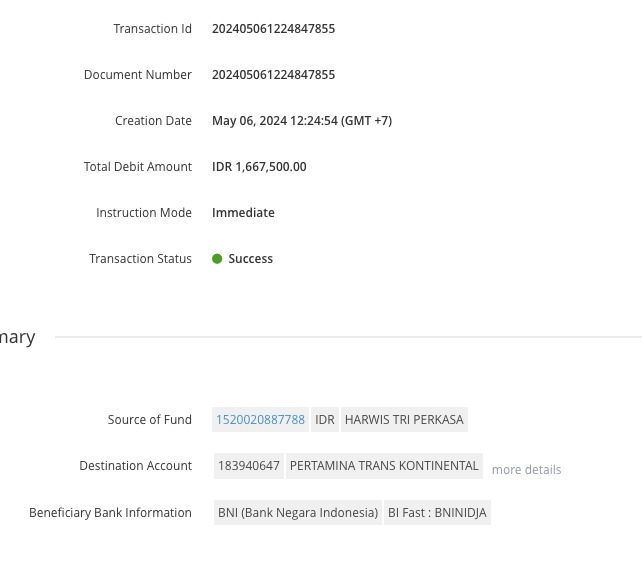 Transaction Id 202405061224847855
Document Number 202405061224847855
Creation Date May 06, 2024 12:24:54 (GMT +7)
Total Debit Amount IDR 1,667,500.00
Instruction Mode Immediate
Transaction Status Success
mary
Source of Fund 1520020887788 IDR HARWIS TRI PERKASA
Destination Account 183940647 PERTAMINA TRANS KONTINENTAL more details
Beneficiary Bank Information BNI (Bank Negara Indonesia) BI Fast : BNINIDJA